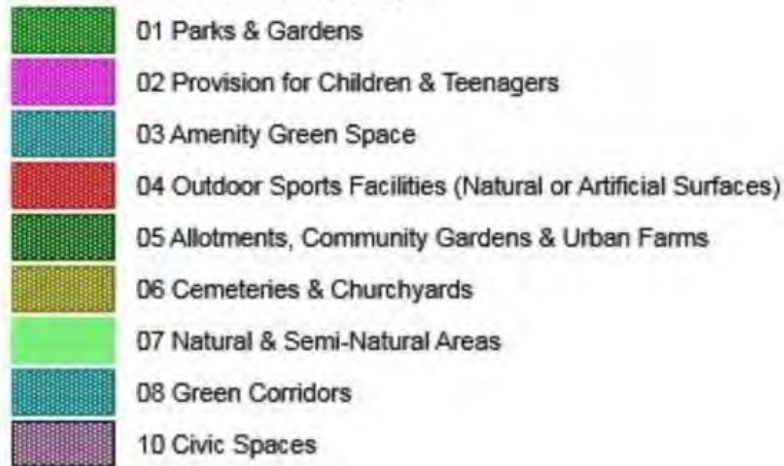 01 Parks & Gardens
02 Provision for Children & Teenagers
03 Amenity Green Space
04 Outdoor Sports Facilities (Natural or Artificial Surfaces)
05 Allotments, Community Gardens & Urban Farms
06 Cemeteries & Churchyards
07 Natural & Semi-Natural Areas
08 Green Corridors
10 Civic Spaces